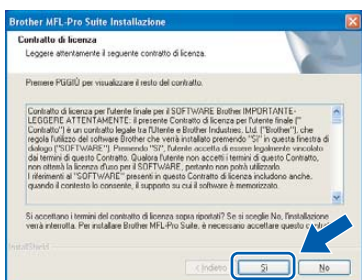 Brother MFL-Pro Suite Installazione
Contratto di licenza
Leggere attentamente il seguente contratto di licenza.
Premere PGGIÙ per visualizzare il resto del contratto.
Contratto di licenza per l'utente finale per il SOFTWARE Brother IMPORTANTE-
LEGGERE ATTENTAMENTE: il presente Contratto di licenza per l'utente finale ("
Contratto") è un contratto legale tra l'Utente e Brother Industries, Ltd. ("Brother"), che
regola l'utilizzo del software Brother che verrà installato premendo "Sì" in questa finestra di
dialogo ("SOFTWARE"). Premendo "Sì", l'utente accetta di essere legalmente vincolato
dai termini di questo Contratto. Qualora l'utente non accetti i termini di questo Contratto,
non otterrà la licenza d'uso per il SOFTWARE, pertanto non potrà utilizzarlo.
I riferimenti al "SOFTWARE" presenti in questo Contratto di licenza includono anche,
quando il contesto lo consente, il supporto su cui il software è memorizzato.
Si accettano i termini del contratto di licenza sopra riportati? Se si sceglie No, l'installazione
verrà interrotta. Per installare Brother MFL-Pro Suite, è necessario accettare questo
InstallShield
< Indietro
Sì
No